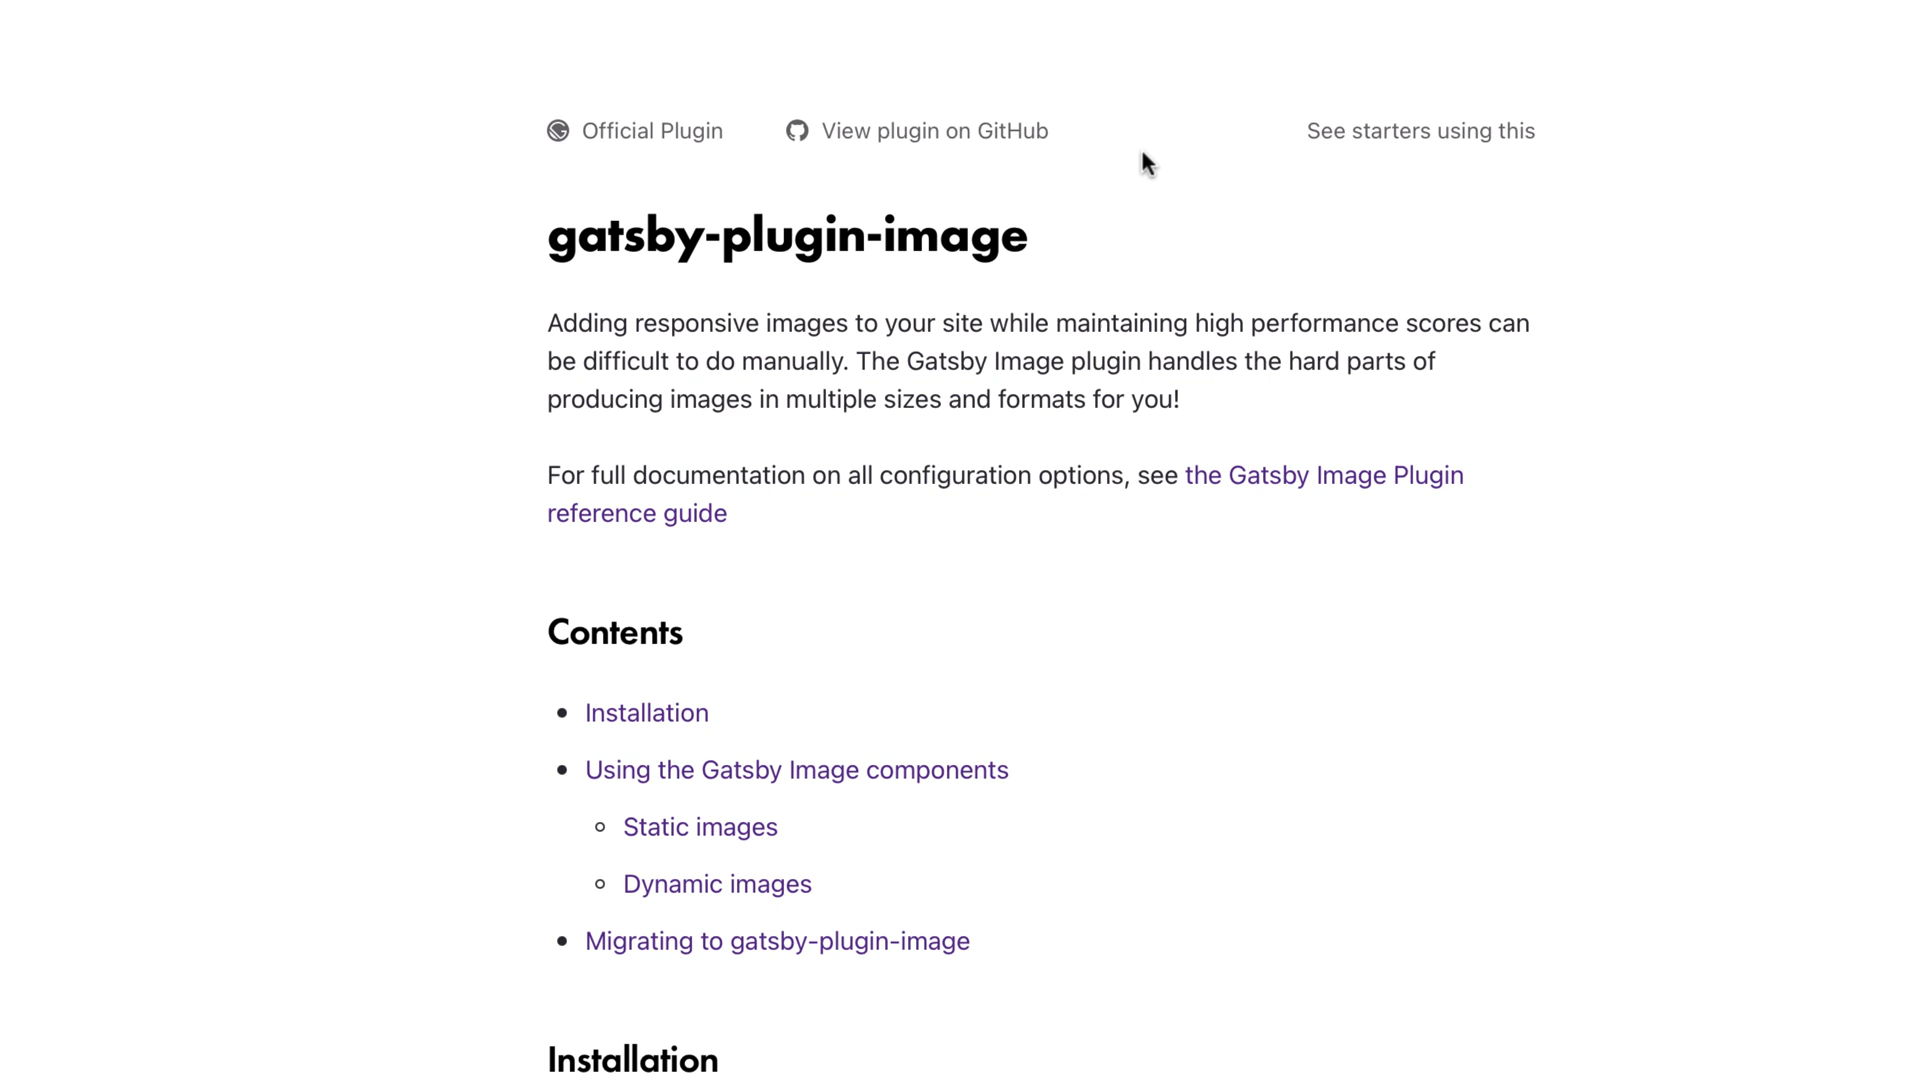 Official Plugin View plugin on GitHub See starters using this
gatsby-plugin-image
Adding responsive images to your site while maintaining high performance scores can
be difficult to do manually. The Gatsby Image plugin handles the hard parts of
producing images in multiple sizes and formats for you!
For full documentation on all configuration options, see the Gatsby Image Plugin
reference guide
Contents
Installation
Using the Gatsby Image components
Static images
Dynamic images
Migrating to gatsby-plugin-image
Installation